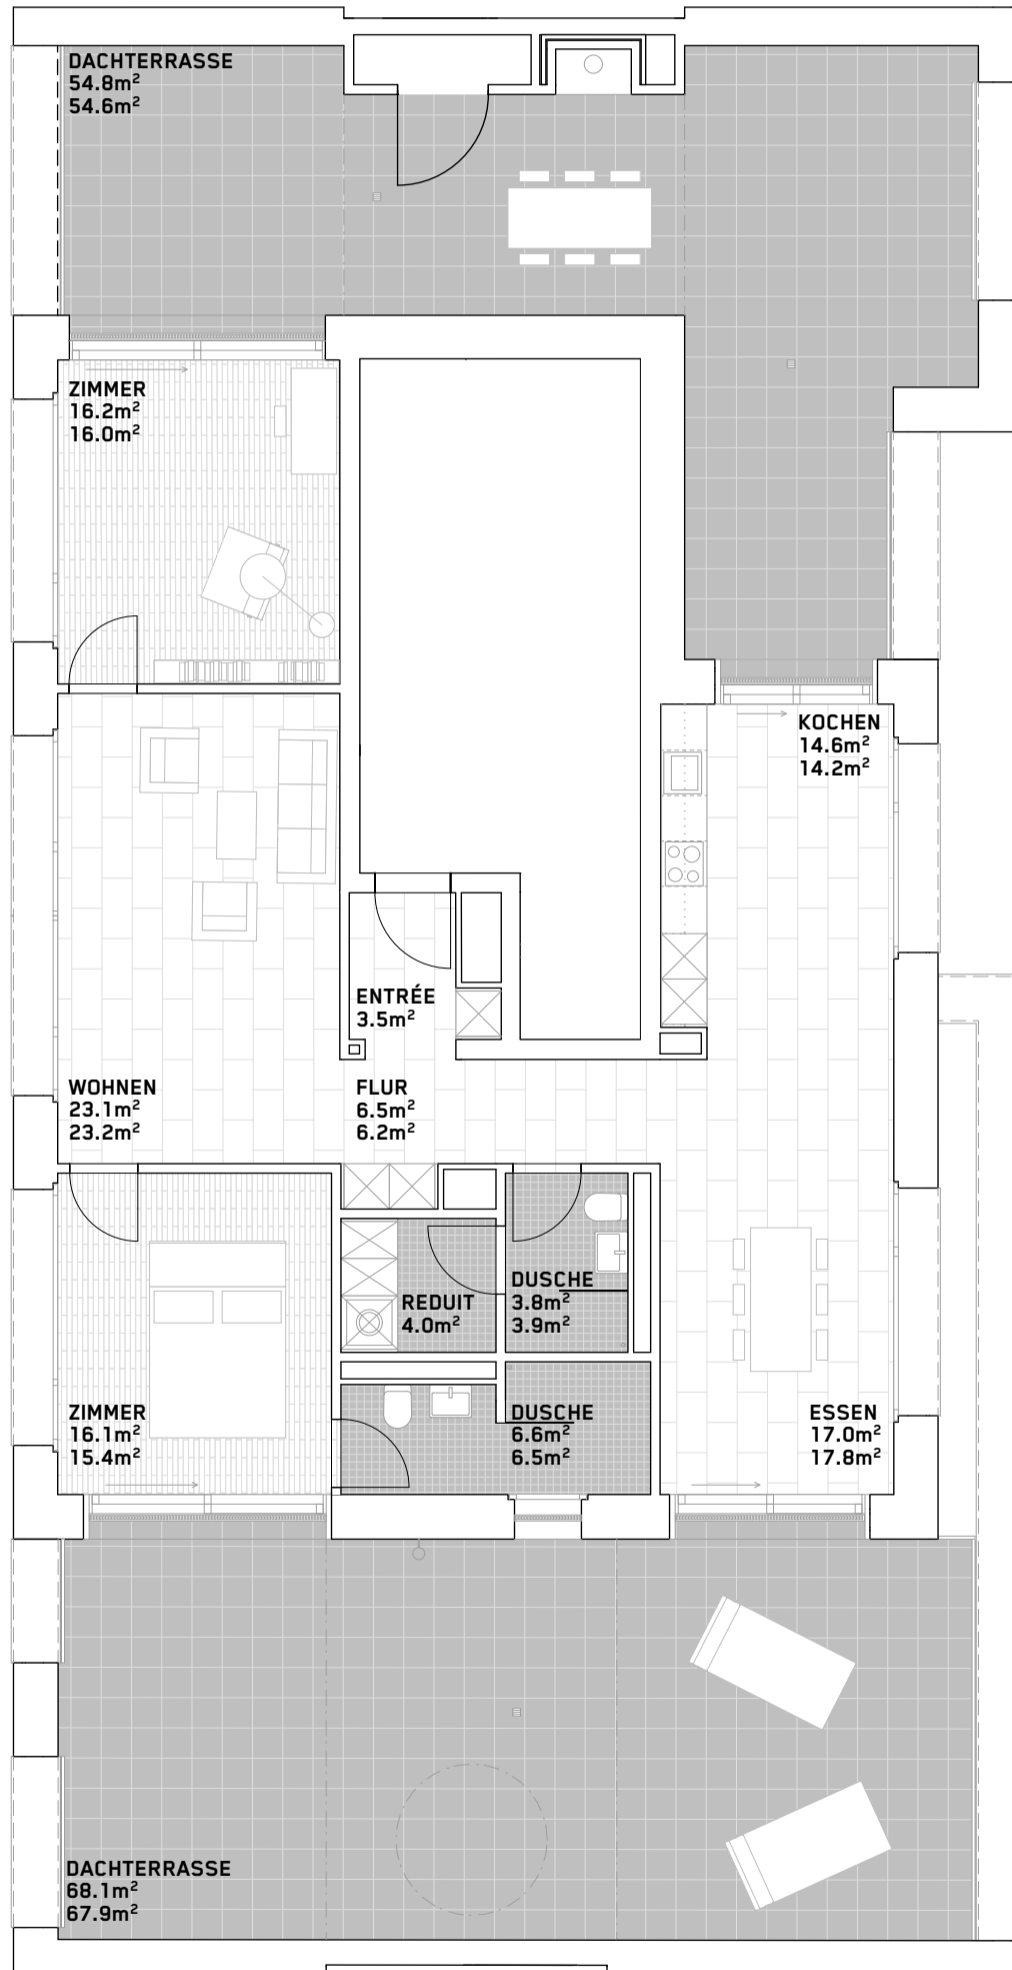 DACHTERRASSE
54.8m²
54.6m²
ZIMMER
16.2m²
16.0m²
KOCHEN
14.6m²
14.2m²
ENTRÉE
3.5m²
WOHNEN
23.1m²
23.2m²
FLUR
6.5m²
6.2m²
DUSCHE
3.8m²
3.9m²
REDUIT
4.0m²
ZIMMER
16.1m²
15.4m²
DUSCHE
6.6m²
6.5m²
ESSEN
17.0m²
17.8m²
DACHTERRASSE
68.1m²
67.9m²